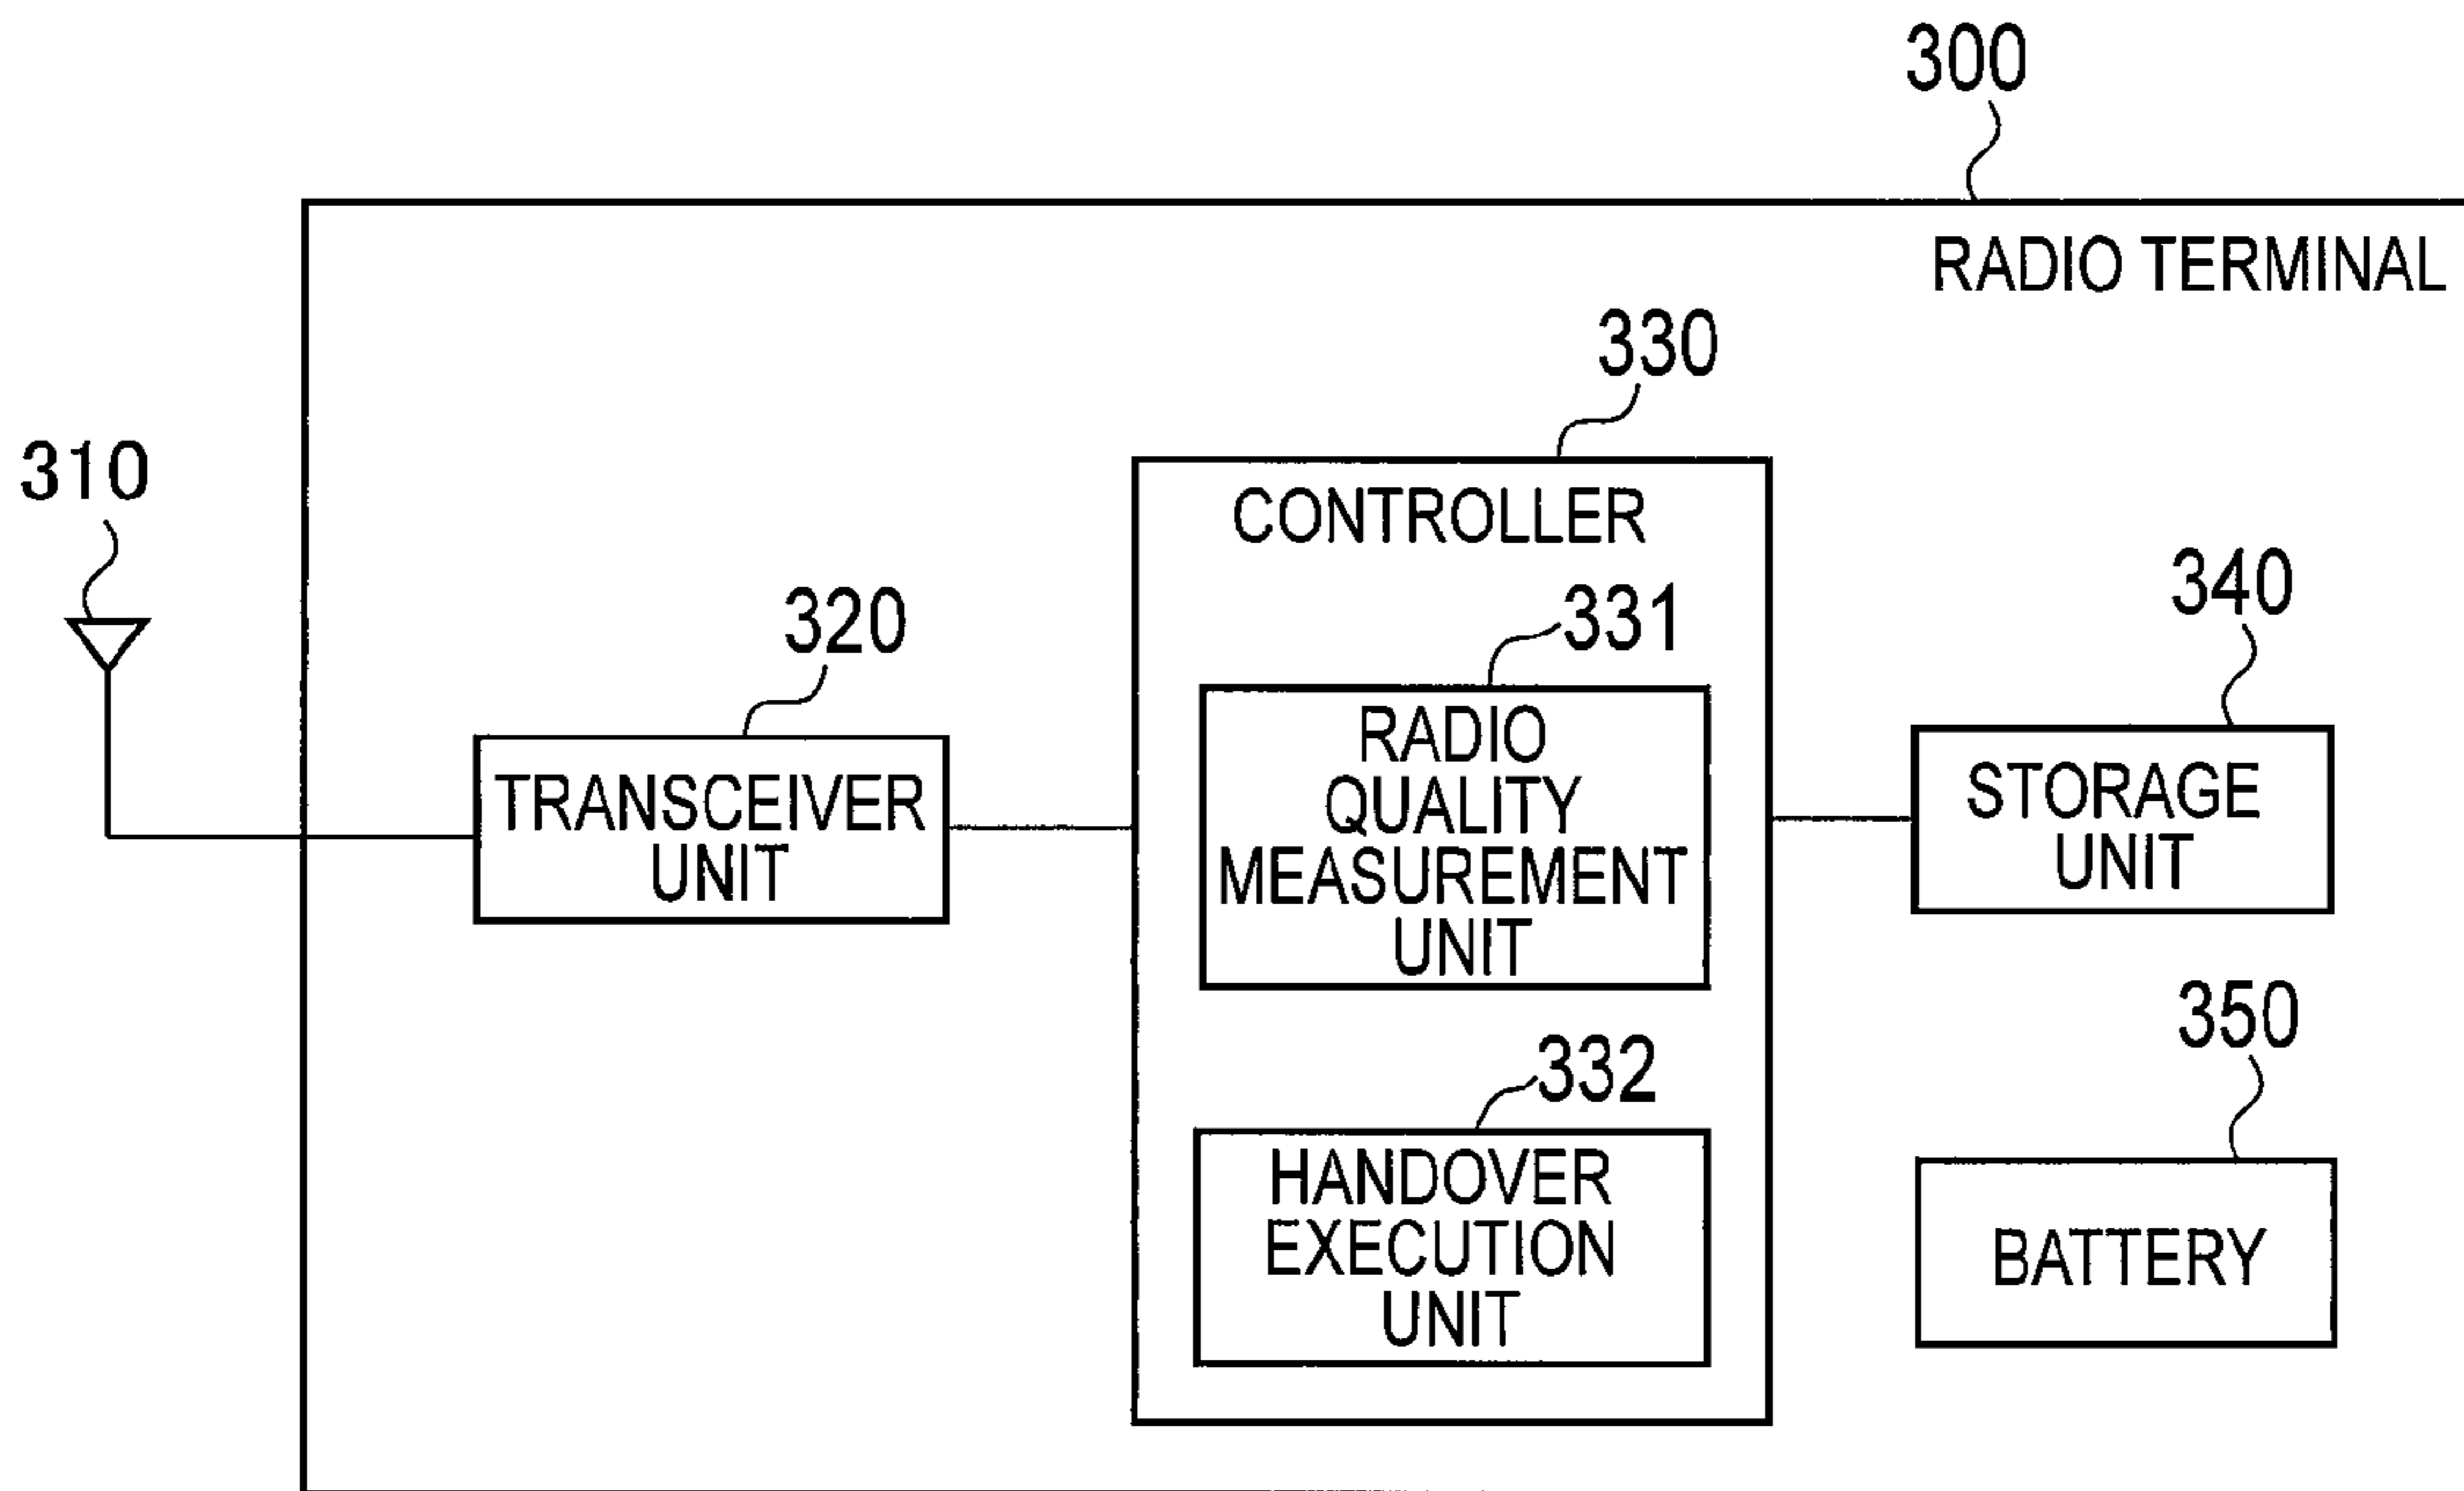 300
RADIO TERMINAL
330
310
CONTROLLER
320
331
340
TRANSCEIVER
UNIT
RADIO
QUALITY
MEASUREMENT
UNIT
STORAGE
UNIT
332
350
HANDOVER
EXECUTION
UNIT
BATTERY